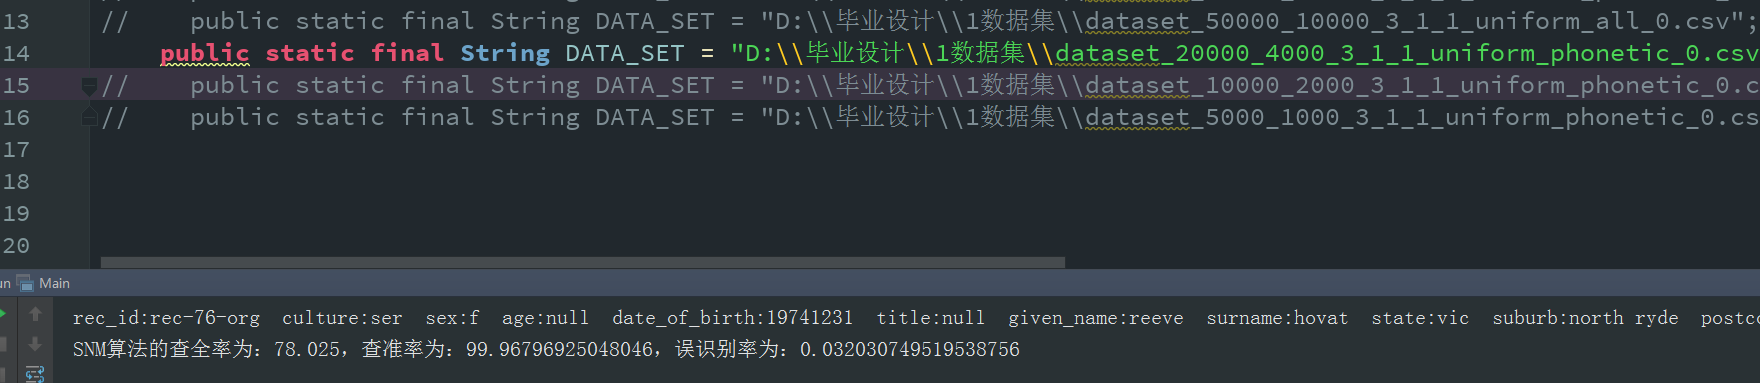 13 //    public static final String DATA_SET = "D:\\毕业设计\\1数据集\\dataset_50000_10000_3_1_1_uniform_all_0.csv";
14    public static final String DATA_SET = "D:\\毕业设计\\1数据集\\dataset_20000_4000_3_1_1_uniform_phonetic_0.csv
15 //    public static final String DATA_SET = "D:\\毕业设计\\1数据集\\dataset_10000_2000_3_1_1_uniform_phonetic_0.c
16 //    public static final String DATA_SET = "D:\\毕业设计\\1数据集\\dataset_5000_1000_3_1_1_uniform_phonetic_0.cs
17
18
19
20
un Main
rec_id:rec-76-org  culture:ser  sex:f  age:null  date_of_birth:19741231  title:null  given_name:reeve  surname:hovat  state:vic  suburb:north ryde  postco
SNM算法的查全率为：78.025，查准率为：99.96796925048046，误识别率为：0.032030749519538756